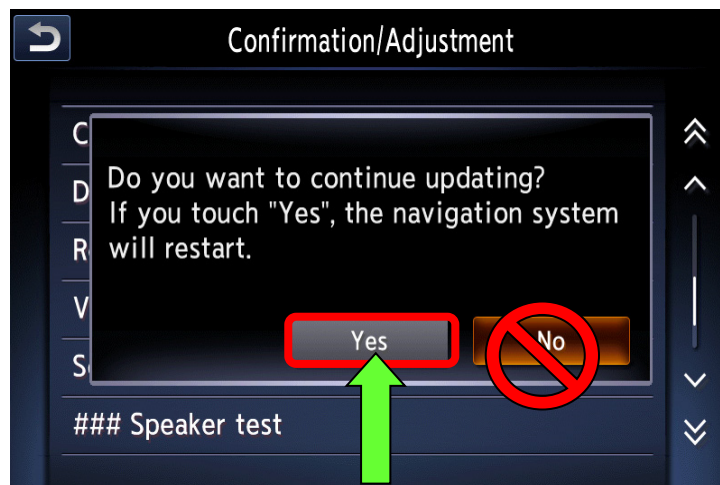 Confirmation/Adjustment
C
D
Do you want to continue updating?
If you touch "Yes", the navigation system
R
will restart.
V
Yes
No
S
### Speaker test